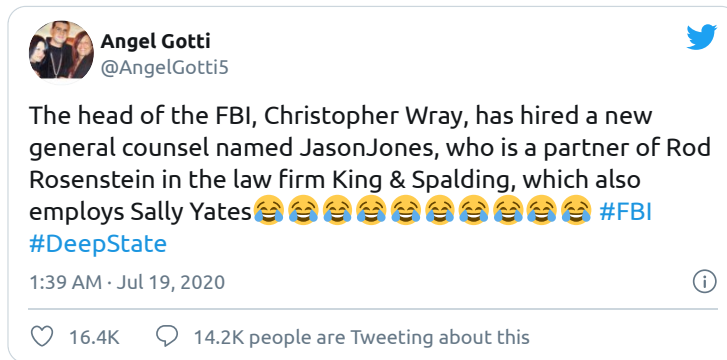 Angel Gotti
@AngelGotti5
The head of the FBI, Christopher Wray, has hired a new
general counsel named JasonJones, who is a partner of Rod
Rosenstein in the law firm King & Spalding, which also
employs Sally Yates😂😂😂😂😂😂😂😂😂😂 #FBI
#DeepState
1:39 AM · Jul 19, 2020
16.4K 14.2K people are Tweeting about this